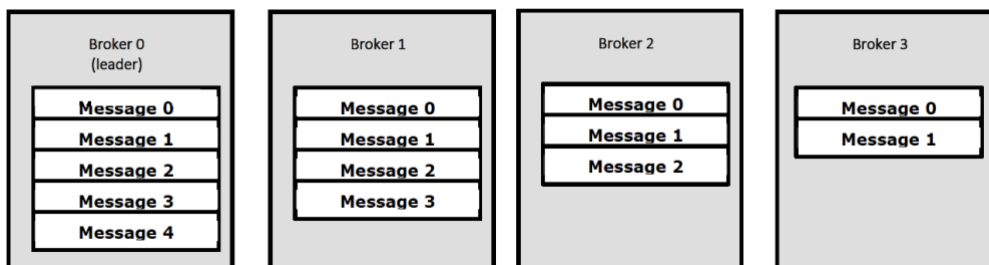 Broker 0
(leader)
Message 0
Message 1
Message 2
Message 3
Message 4
Broker 1
Message 0
Message 1
Message 2
Message 3
Broker 2
Message 0
Message 1
Message 2
Broker 3
Message 0
Message 1